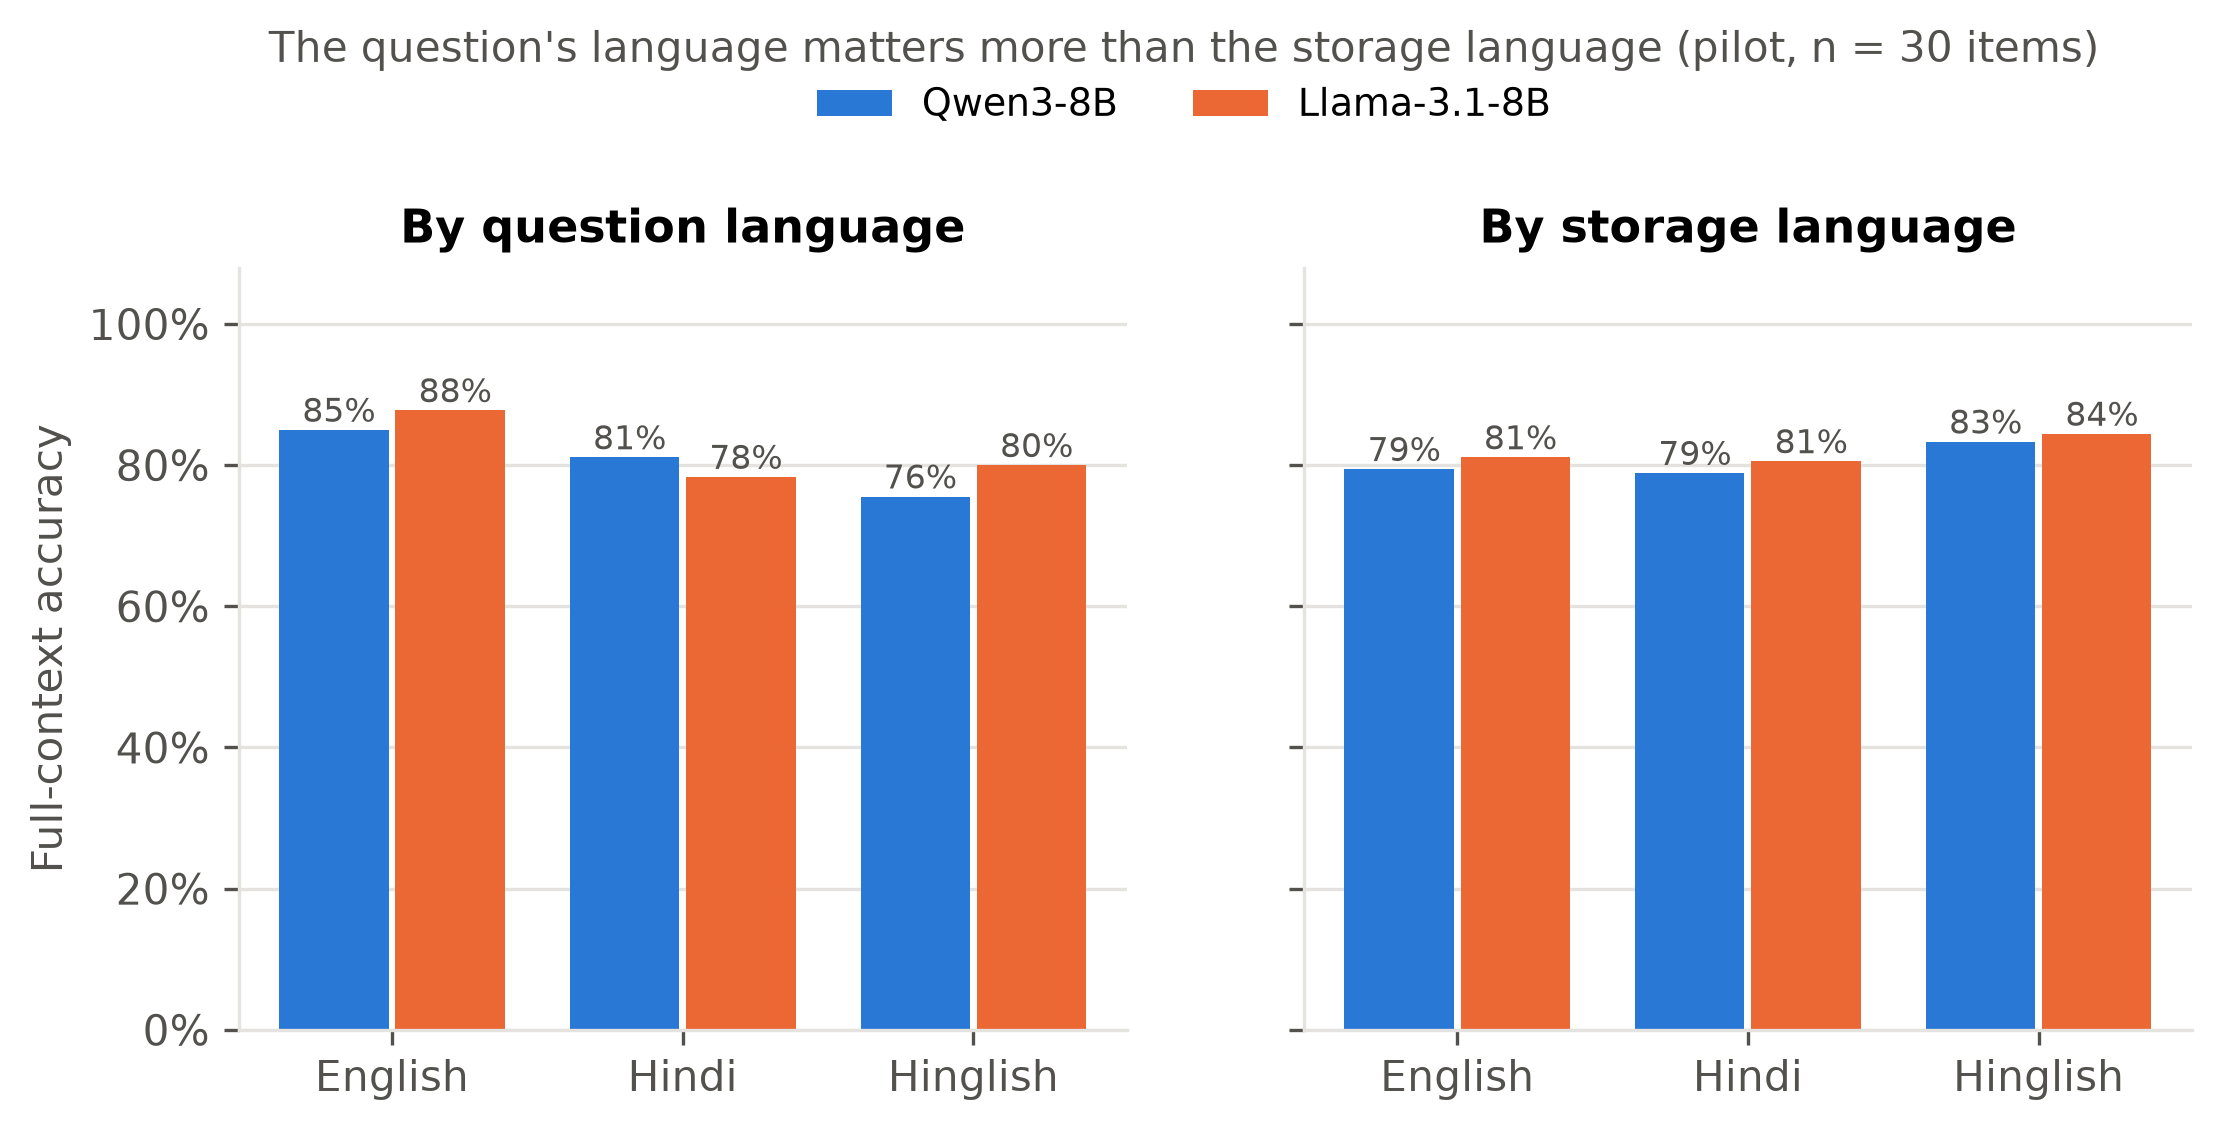 The question's language matters more than the storage language (pilot, n = 30 items)
Qwen3-8B Llama-3.1-8B
By question language
Full-context accuracy
100%
80%
60%
40%
20%
0%
85% 88% 81% 78% 76% 80%
English Hindi Hinglish
By storage language
79% 81% 79% 81% 83% 84%
English Hindi Hinglish